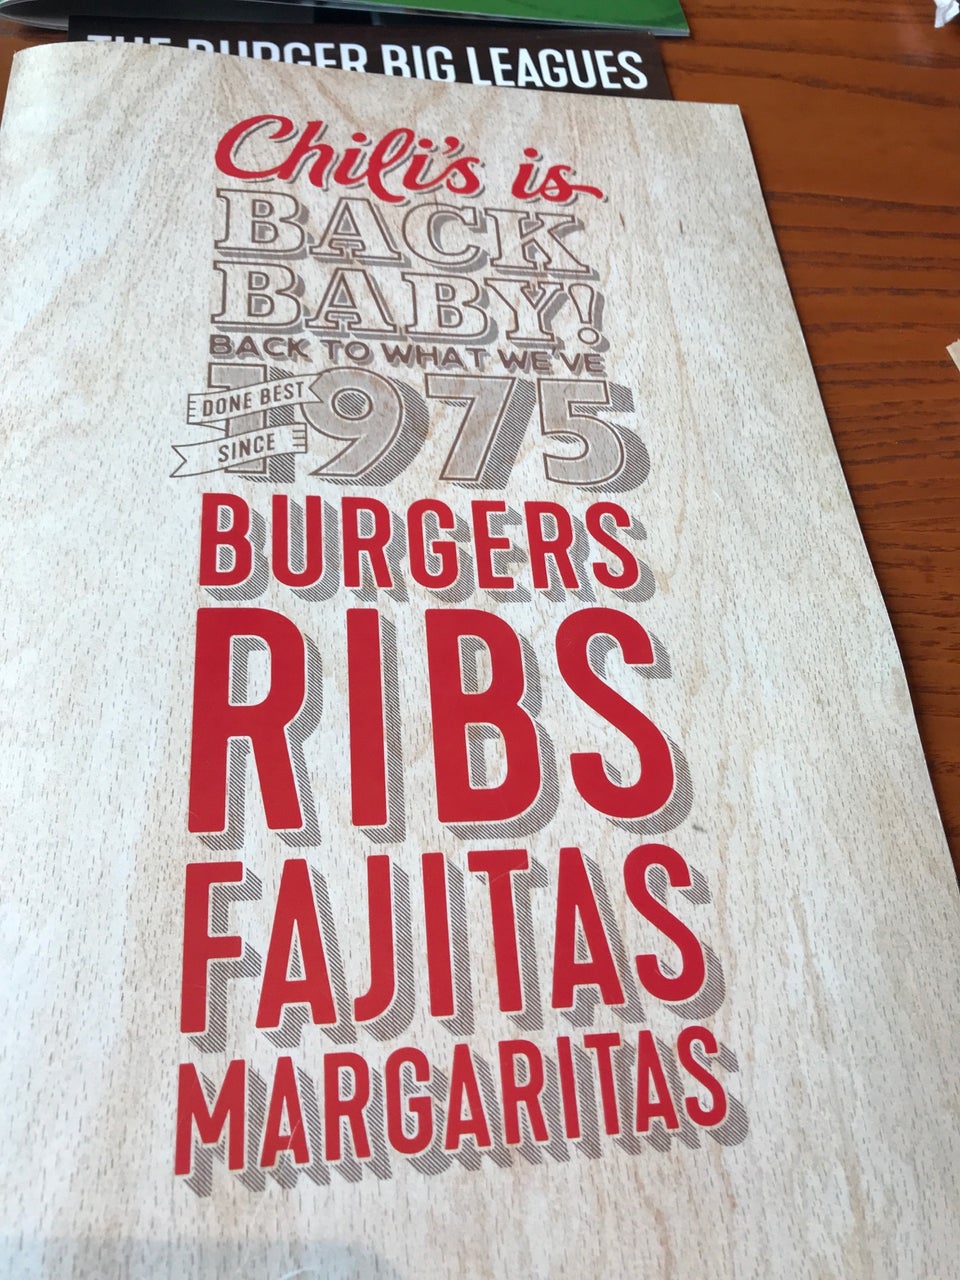 THE BURGER BIG LEAGUES
Chili's is
BACK
BABY!
BACK TO WHAT WE'VE
DONE BEST
SINCE
1975
BURGERS
RIBS
FAJITAS
MARGARITAS